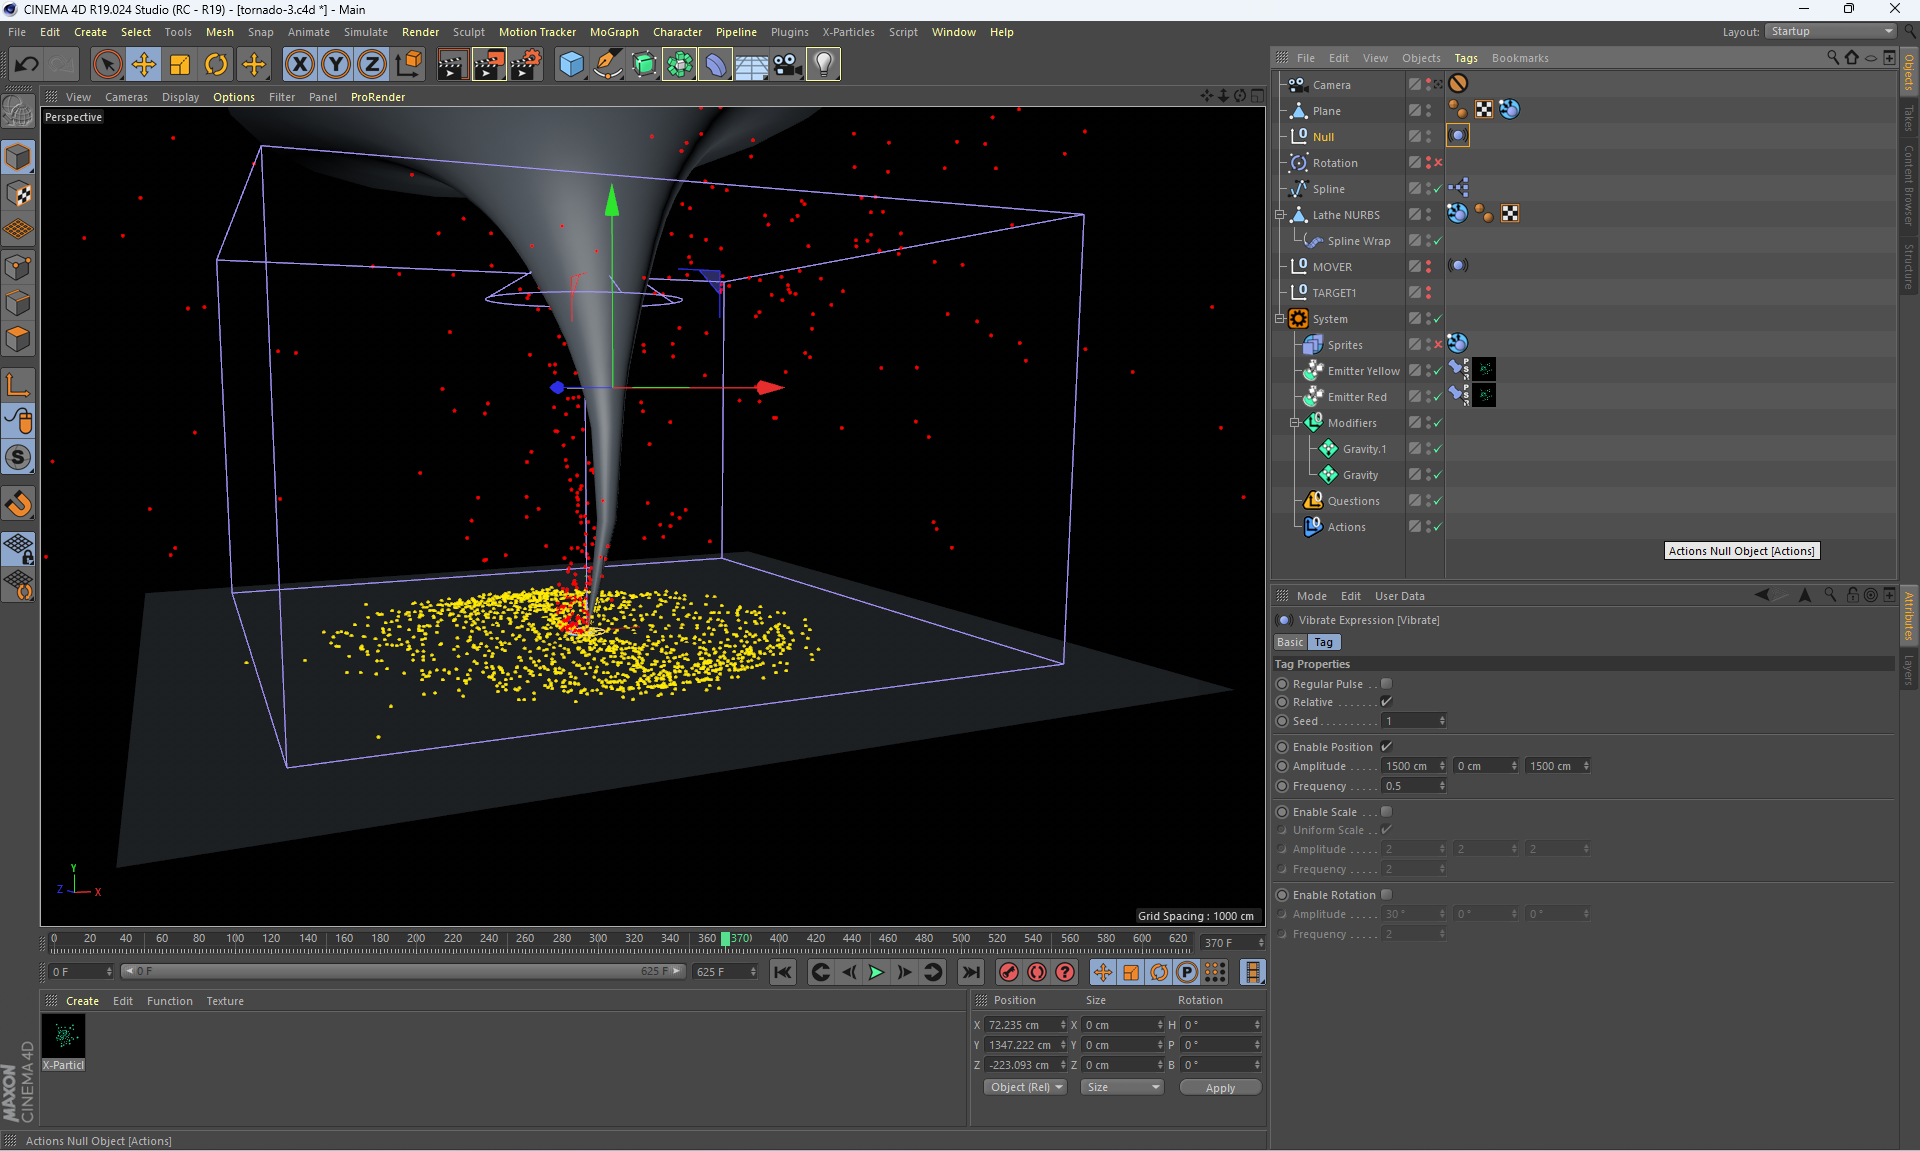 CINEMA 4D R19.024 Studio (RC - R19) - [tornado-3.c4d *] - Main
File Edit Create Select Tools Mesh Snap Animate Simulate Render Sculpt Motion Tracker MoGraph Character Pipeline Plugins X-Particles Script Window Help
Layout: Startup
X Y Z
File Edit View Objects Tags Bookmarks
View Cameras Display Options Filter Panel ProRender
Perspective
Camera
Plane
Null
Rotation
Spline
Lathe NURBS
Spline Wrap
MOVER
TARGET1
System
Sprites
Emitter Yellow
Emitter Red
Modifiers
Gravity.1
Gravity
Questions
Actions
Actions Null Object [Actions]
Objects
Takes
Content Browser
Structure
Attributes
Layers
Mode Edit User Data
Vibrate Expression [Vibrate]
Basic Tag
Tag Properties
Regular Pulse . .
Relative . . . . . . .
Seed . . . . . . . . . . 1
Enable Position
Amplitude . . . . . 1500 cm 0 cm 1500 cm
Frequency . . . . . 0.5
Enable Scale . . .
Uniform Scale . .
Amplitude . . . . . 2 2 2
Frequency . . . . . 2
Enable Rotation
Amplitude . . . . . 30 ° 0 ° 0 °
Frequency . . . . . 2
Y
Z X
Grid Spacing : 1000 cm
0 20 40 60 80 100 120 140 160 180 200 220 240 260 280 300 320 340 360 370 400 420 440 460 480 500 520 540 560 580 600 620
370 F
0 F 0 F 625 F 625 F
Create Edit Function Texture
X-Particl
Position Size Rotation
X 72.235 cm X 0 cm H 0 °
Y 1347.222 cm Y 0 cm P 0 °
Z -223.093 cm Z 0 cm B 0 °
Object (Rel) Size Apply
MAXON
CINEMA 4D
Actions Null Object [Actions]